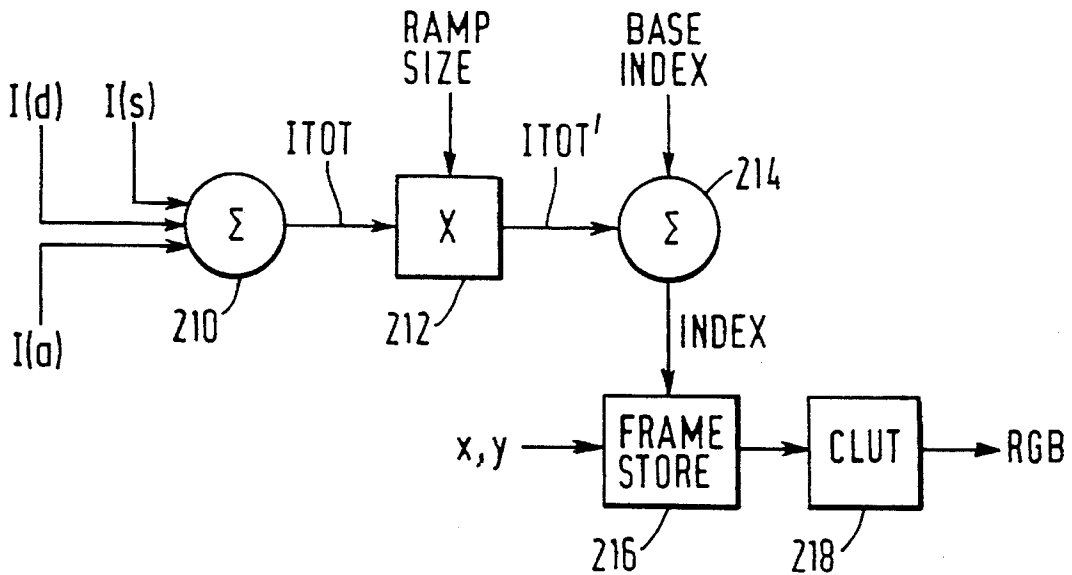 RAMP
SIZE
BASE
INDEX
I(d)
I(s)
ITOT
ITOT'
214
Σ
X
Σ
210
212
I(a)
INDEX
x,y
FRAME
STORE
CLUT
RGB
216
218